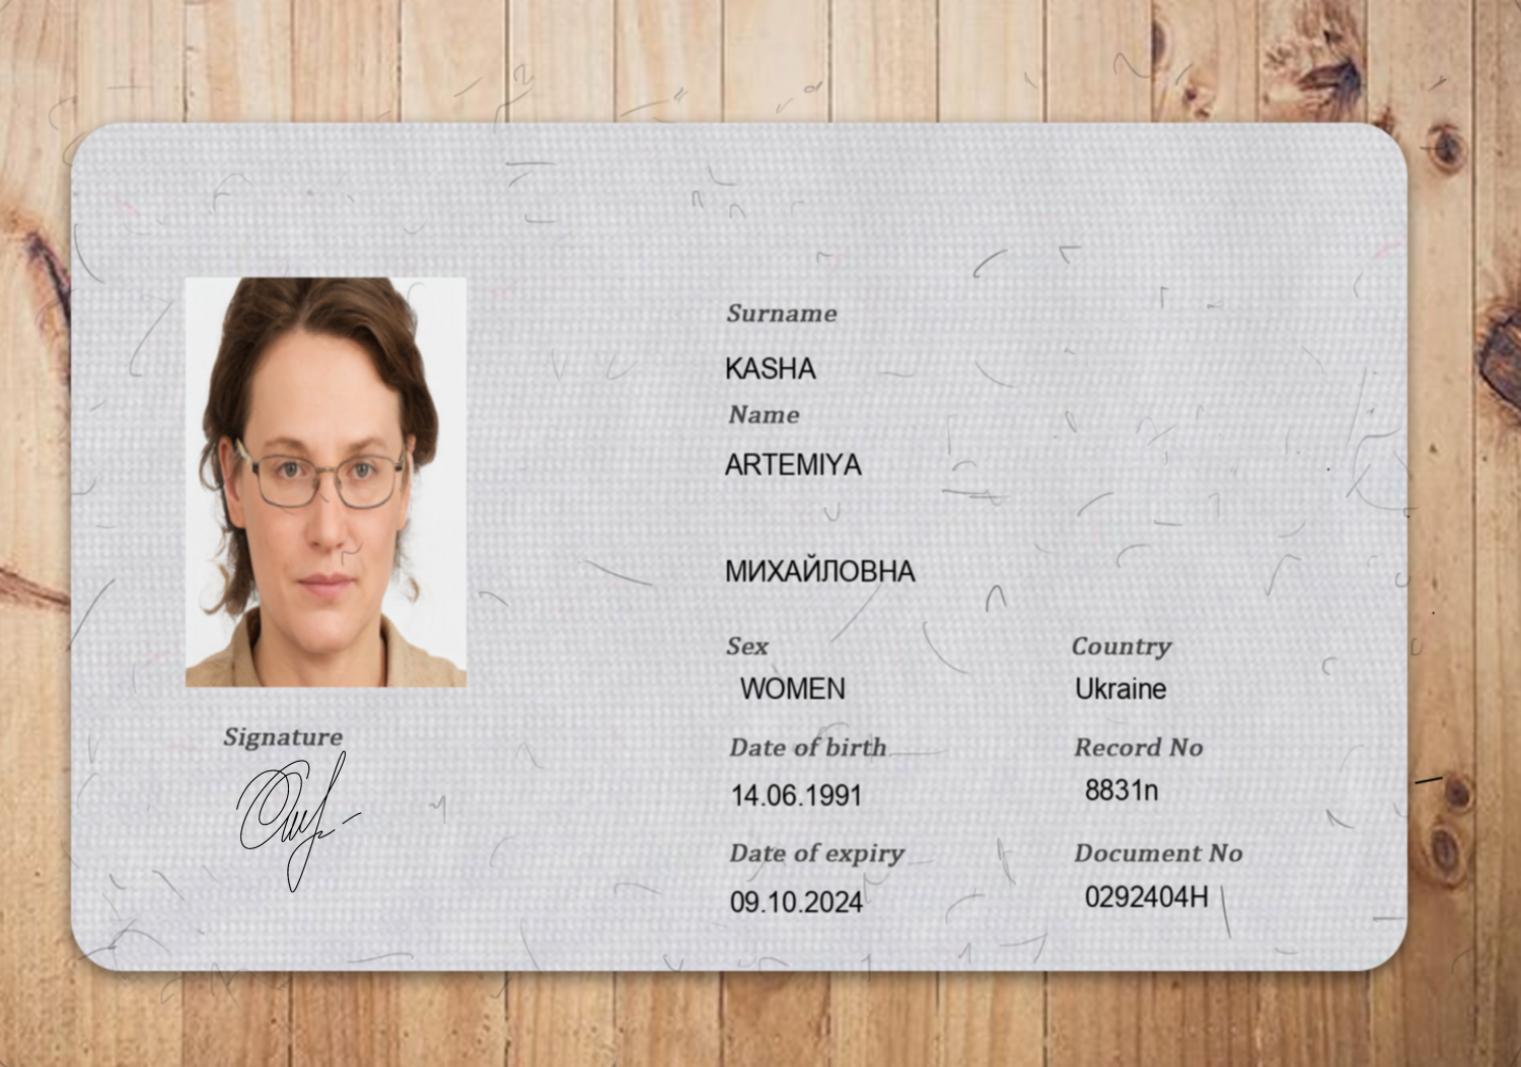 Surname
KASHA
Name
ARTEMIYA
МИХАЙЛОВНА
Sex
WOMEN
Country
Ukraine
Date of birth
14.06.1991
Record No
8831n
Date of expiry
09.10.2024
Document No
0292404H
Signature